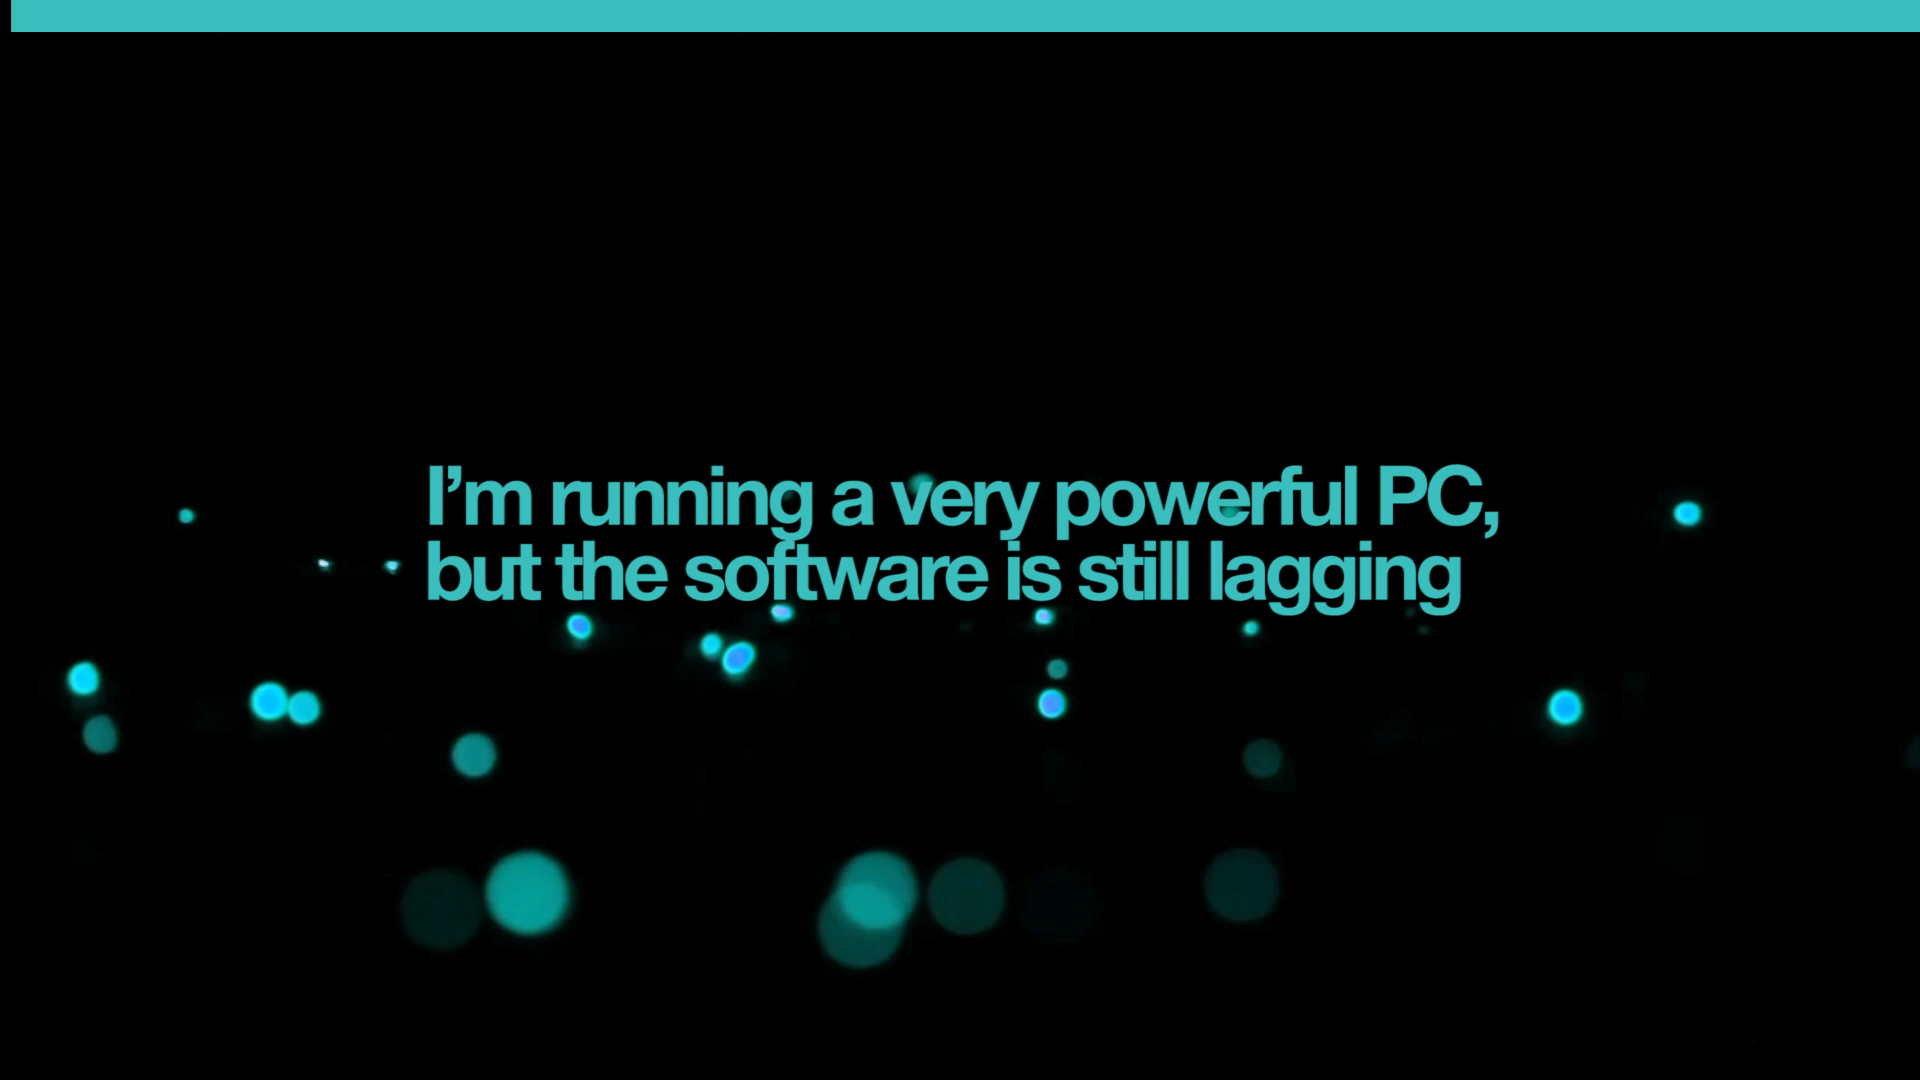 I’m running a very powerful PC,
but the software is still lagging